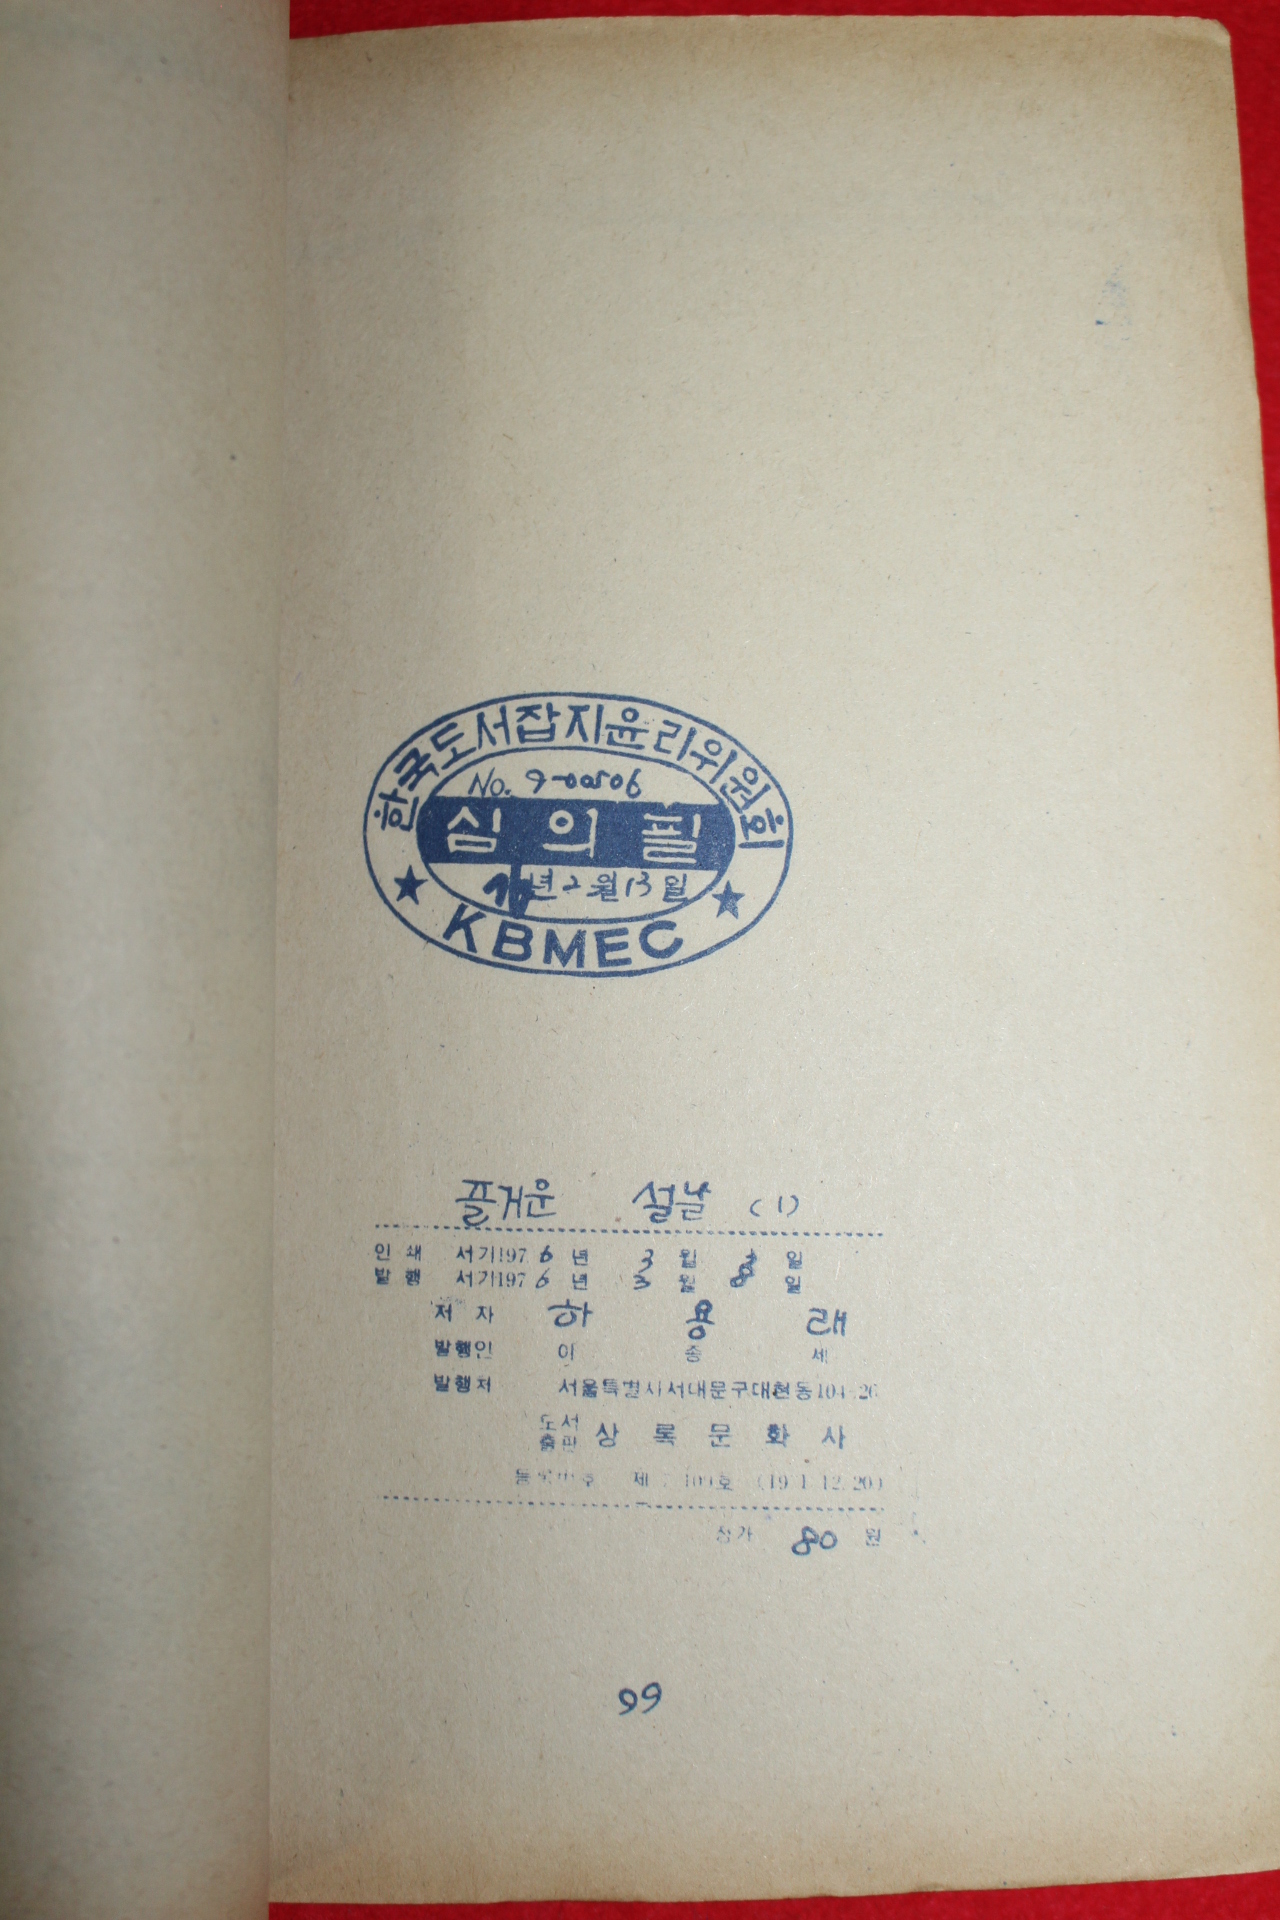 한국도서잡지윤리위원회
No. 9-00506
심의필
년 2월 13일
★ KBMEC ★
즐거운 설날 (1)
인쇄 서기1976년 3월 일
발행 서기1976년 3월 8일
저자 하용래
발행인 이종세
발행처 서울특별시서대문구대현동104-26
도서출판 상록문화사
제
80원
99